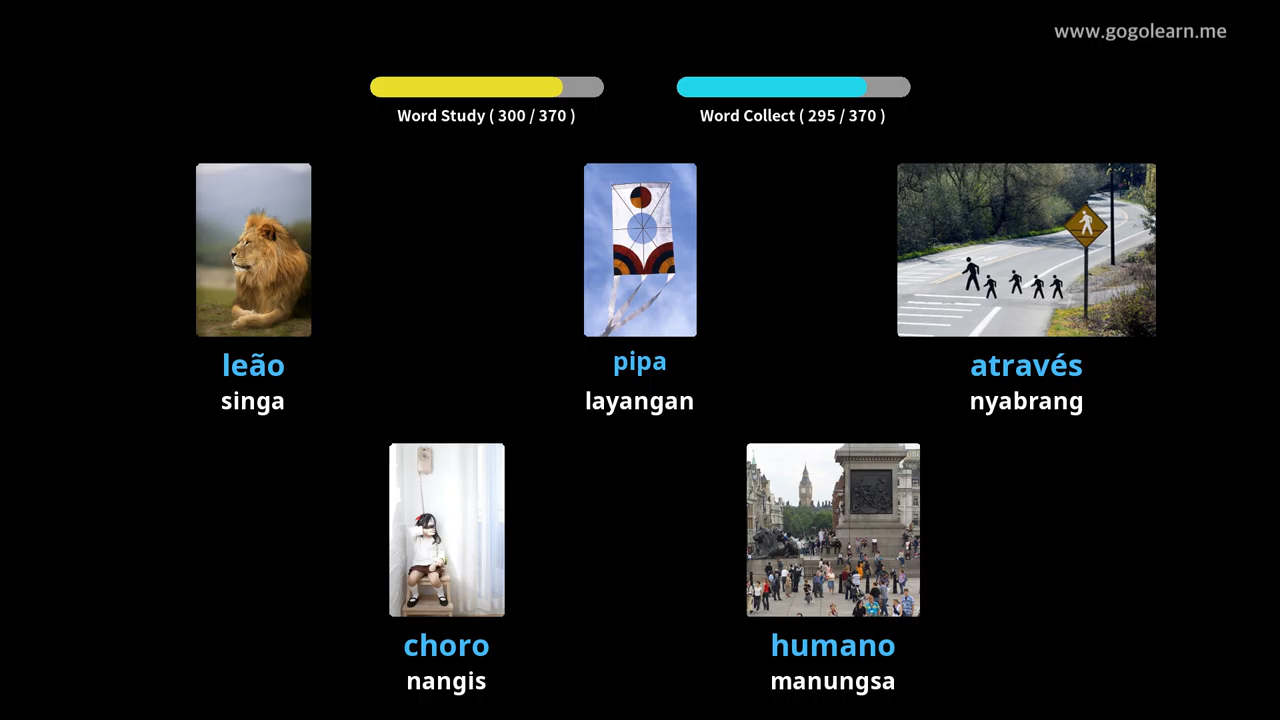 www.gogolearn.me
Word Study ( 300 / 370 )
Word Collect ( 295 / 370 )
leão
pipa
através
singa
layangan
nyabrang
choro
humano
nangis
manungsa